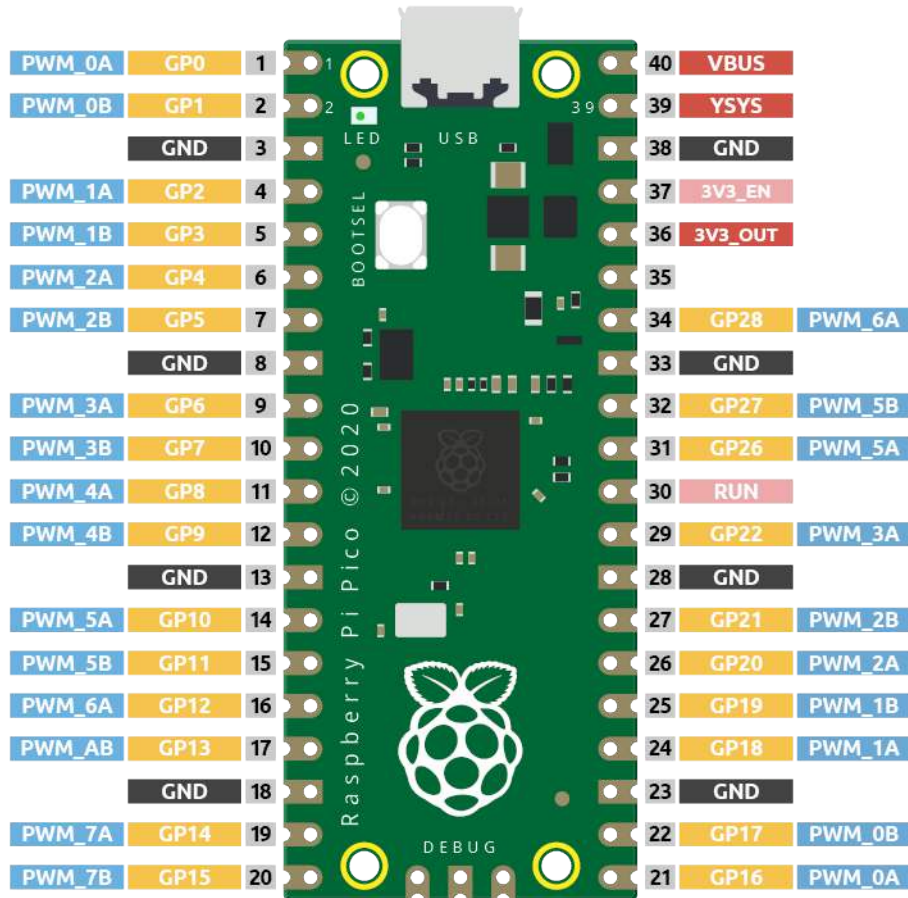 PWM_0A GP0 1 1 40 VBUS
PWM_0B GP1 2 2 39 39 YSYS
LED USB
GND 3 38 GND
PWM_1A GP2 4 37 3V3_EN
PWM_1B GP3 5 BOOTSEL 36 3V3_OUT
PWM_2A GP4 6 35
PWM_2B GP5 7 34 GP28 PWM_6A
GND 8 33 GND
PWM_3A GP6 9 32 GP27 PWM_5B
PWM_3B GP7 10 31 GP26 PWM_5A
PWM_4A GP8 11 30 RUN
PWM_4B GP9 12 29 GP22 PWM_3A
GND 13 28 GND
PWM_5A GP10 14 27 GP21 PWM_2B
PWM_5B GP11 15 26 GP20 PWM_2A
PWM_6A GP12 16 25 GP19 PWM_1B
PWM_AB GP13 17 24 GP18 PWM_1A
GND 18 23 GND
PWM_7A GP14 19 22 GP17 PWM_0B
DEBUG
PWM_7B GP15 20 21 GP16 PWM_0A
Raspberry Pi Pico ©2020